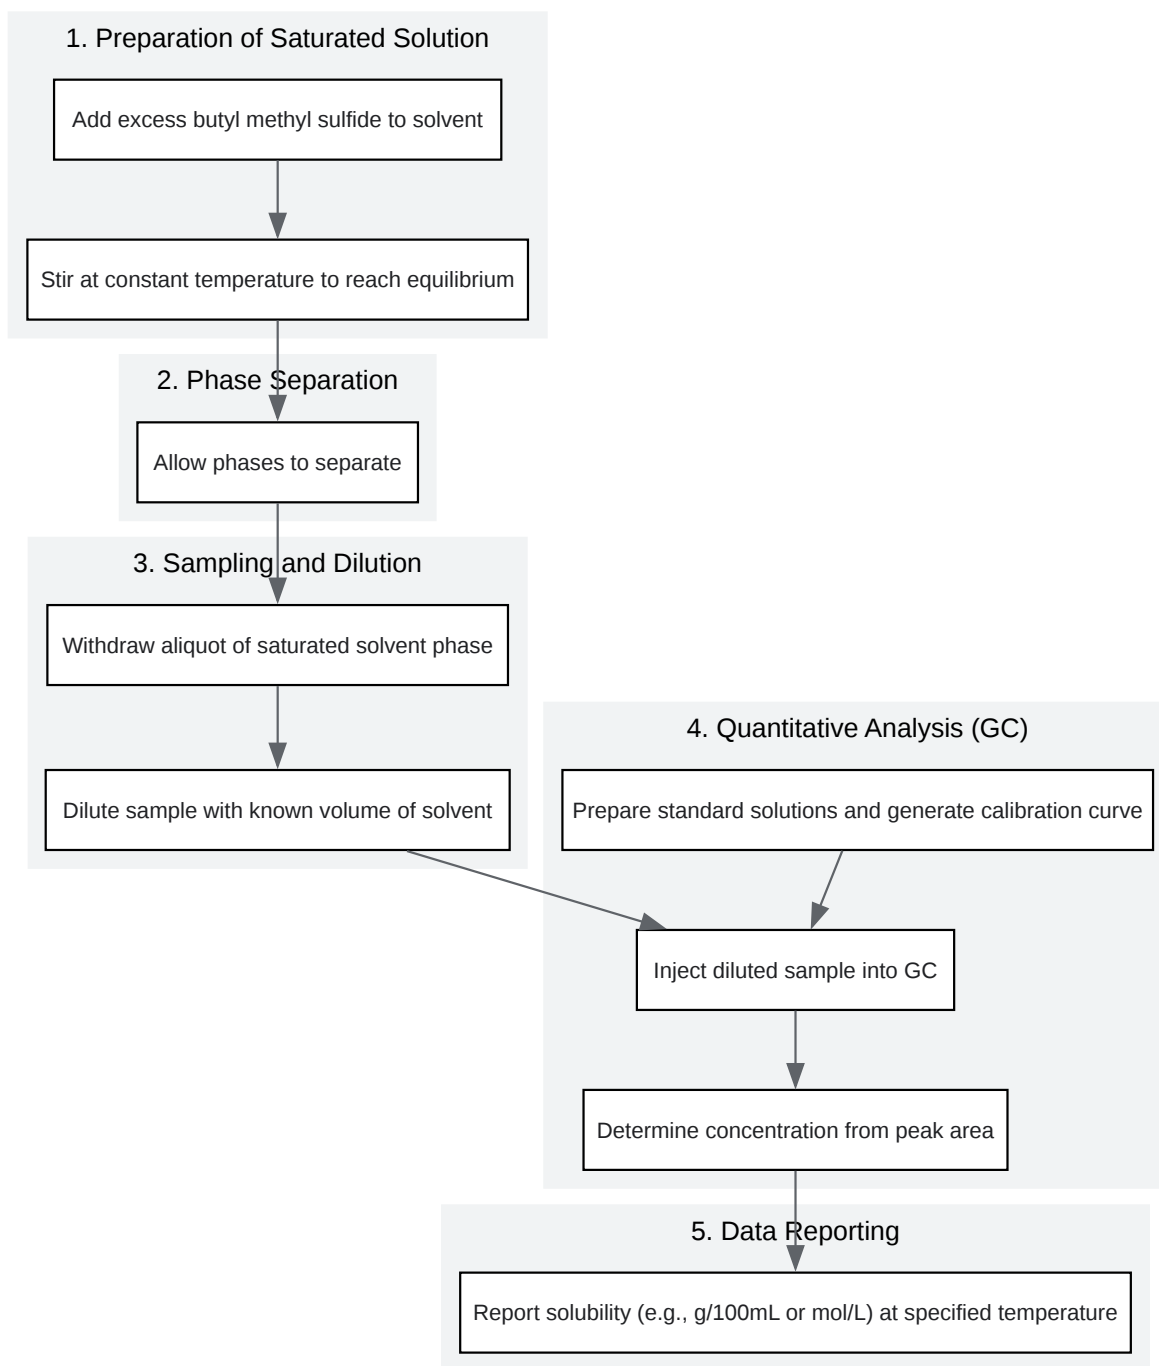 1. Preparation of Saturated Solution
Add excess butyl methyl sulfide to solvent
Stir at constant temperature to reach equilibrium
2. Phase Separation
Allow phases to separate
3. Sampling and Dilution
Withdraw aliquot of saturated solvent phase
Dilute sample with known volume of solvent
4. Quantitative Analysis (GC)
Prepare standard solutions and generate calibration curve
Inject diluted sample into GC
Determine concentration from peak area
5. Data Reporting
Report solubility (e.g., g/100mL or mol/L) at specified temperature